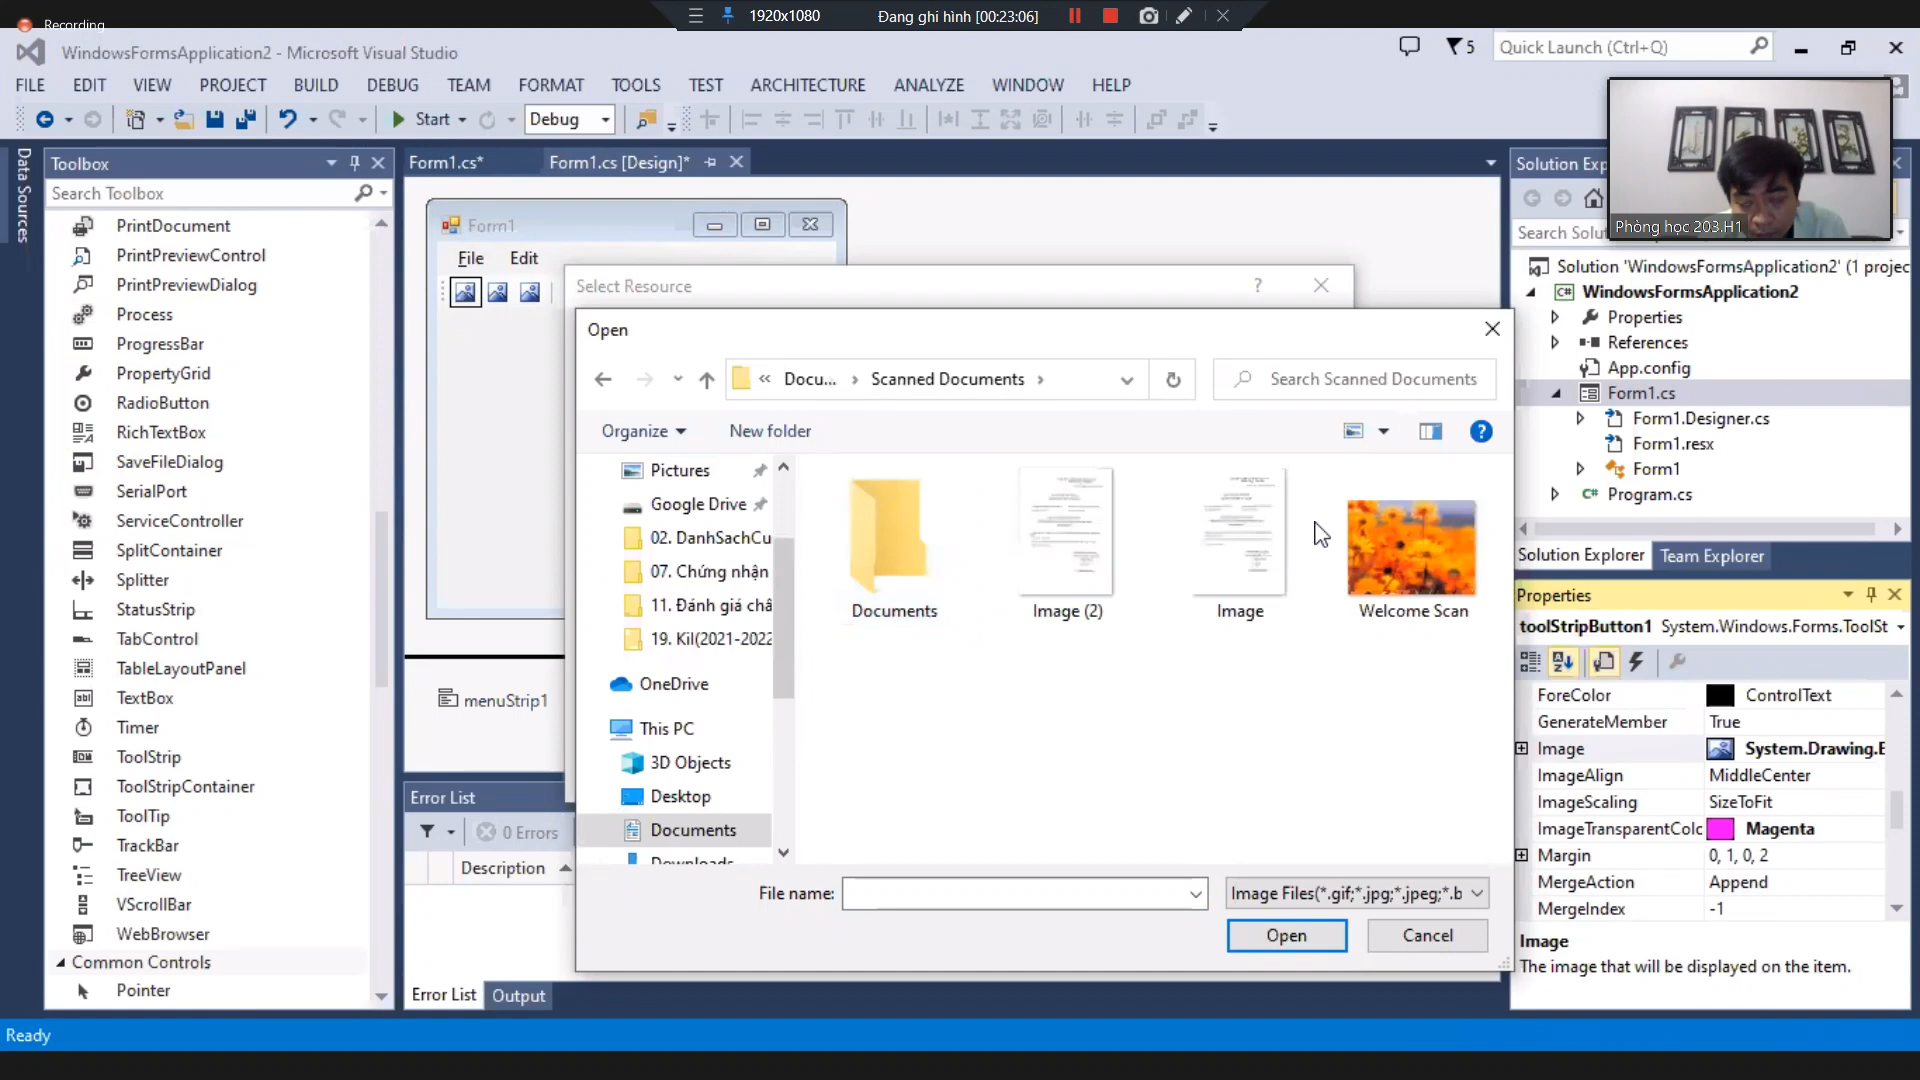 Recording
1920x1080
Đang ghi hình [00:23:06]
WindowsFormsApplication2 - Microsoft Visual Studio
5
Quick Launch (Ctrl+Q)
FILE EDIT VIEW PROJECT BUILD DEBUG TEAM FORMAT TOOLS TEST ARCHITECTURE ANALYZE WINDOW HELP
Start
Debug
Data Sources
Toolbox
Search Toolbox
PrintDocument
PrintPreviewControl
PrintPreviewDialog
Process
ProgressBar
PropertyGrid
RadioButton
RichTextBox
SaveFileDialog
SerialPort
ServiceController
SplitContainer
Splitter
StatusStrip
TabControl
TableLayoutPanel
TextBox
Timer
ToolStrip
ToolStripContainer
ToolTip
TrackBar
TreeView
VScrollBar
WebBrowser
Common Controls
Pointer
Form1.cs*
Form1.cs [Design]*
Form1
File Edit
menuStrip1
Select Resource
?
Open
« Docu... › Scanned Documents ›
Search Scanned Documents
Organize
New folder
Pictures
Google Drive
02. DanhSachCu
07. Chứng nhận
11. Đánh giá châ
19. Kil(2021-2022
OneDrive
This PC
3D Objects
Desktop
Documents
Downloads
Documents
Image (2)
Image
Welcome Scan
File name:
Image Files(*.gif;*.jpg;*.jpeg;*.b
Open
Cancel
Error List
0 Errors
Description
Error List
Output
Solution Exp
Phòng học 203.H1
Search Solu
Solution 'WindowsFormsApplication2' (1 projec
WindowsFormsApplication2
Properties
References
App.config
Form1.cs
Form1.Designer.cs
Form1.resx
Form1
Program.cs
Solution Explorer
Team Explorer
Properties
toolStripButton1 System.Windows.Forms.ToolSt
ForeColor ControlText
GenerateMember True
Image System.Drawing.B
ImageAlign MiddleCenter
ImageScaling SizeToFit
ImageTransparentColc Magenta
Margin 0, 1, 0, 2
MergeAction Append
MergeIndex -1
Image
The image that will be displayed on the item.
Ready